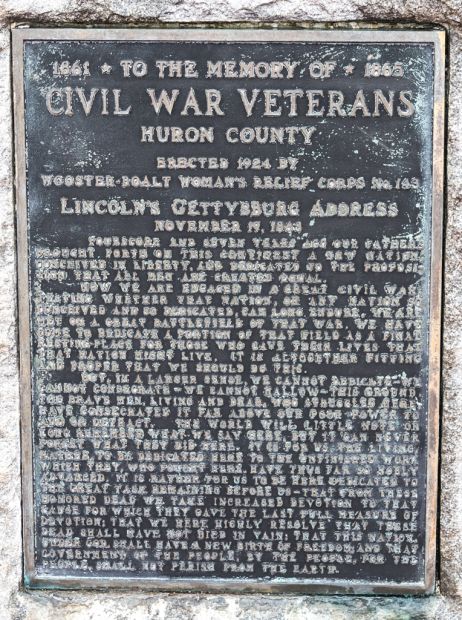 1861 ★ TO THE MEMORY OF ★ 1865
CIVIL WAR VETERANS
HURON COUNTY
ERECTED 1924 BY
WOOSTER-BOALT WOMAN'S RELIEF CORPS No. 163
LINCOLN'S GETTYSBURG ADDRESS
NOVEMBER 19, 1863
FOURSCORE AND SEVEN YEARS AGO OUR FATHERS
BROUGHT FORTH ON THIS CONTINENT A NEW NATION,
CONCEIVED IN LIBERTY, AND DEDICATED TO THE PROPOSI-
TION THAT ALL MEN ARE CREATED EQUAL.
NOW WE ARE ENGAGED IN A GREAT CIVIL WAR,
TESTING WHETHER THAT NATION, OR ANY NATION SO
CONCEIVED AND SO DEDICATED, CAN LONG ENDURE. WE ARE
MET ON A GREAT BATTLEFIELD OF THAT WAR. WE HAVE
COME TO DEDICATE A PORTION OF THAT FIELD AS A FINAL
RESTING-PLACE FOR THOSE WHO GAVE THEIR LIVES THAT
THAT NATION MIGHT LIVE. IT IS ALTOGETHER FITTING
AND PROPER THAT WE SHOULD DO THIS.
BUT, IN A LARGER SENSE, WE CANNOT DEDICATE-WE
CANNOT CONSECRATE-WE CANNOT HALLOW-THIS GROUND.
THE BRAVE MEN, LIVING AND DEAD, WHO STRUGGLED HERE,
HAVE CONSECRATED IT FAR ABOVE OUR POOR POWER TO
ADD OR DETRACT. THE WORLD WILL LITTLE NOTE OR
LONG REMEMBER WHAT WE SAY HERE, BUT IT CAN NEVER
FORGET WHAT THEY DID HERE. IT IS FOR US THE LIVING,
RATHER, TO BE DEDICATED HERE TO THE UNFINISHED WORK
WHICH THEY, WHO FOUGHT HERE, HAVE THUS FAR SO NOBLY
ADVANCED. IT IS RATHER FOR US TO BE HERE DEDICATED TO
THE GREAT TASK REMAINING BEFORE US-THAT FROM THESE
HONORED DEAD WE TAKE INCREASED DEVOTION TO THAT
CAUSE FOR WHICH THEY GAVE THE LAST FULL MEASURE OF
DEVOTION; THAT WE HERE HIGHLY RESOLVE THAT THESE
DEAD SHALL HAVE NOT DIED IN VAIN; THAT THIS NATION,
UNDER GOD, SHALL HAVE A NEW BIRTH OF FREEDOM; AND THAT
GOVERNMENT OF THE PEOPLE, BY THE PEOPLE, FOR THE
PEOPLE, SHALL NOT PERISH FROM THE EARTH.